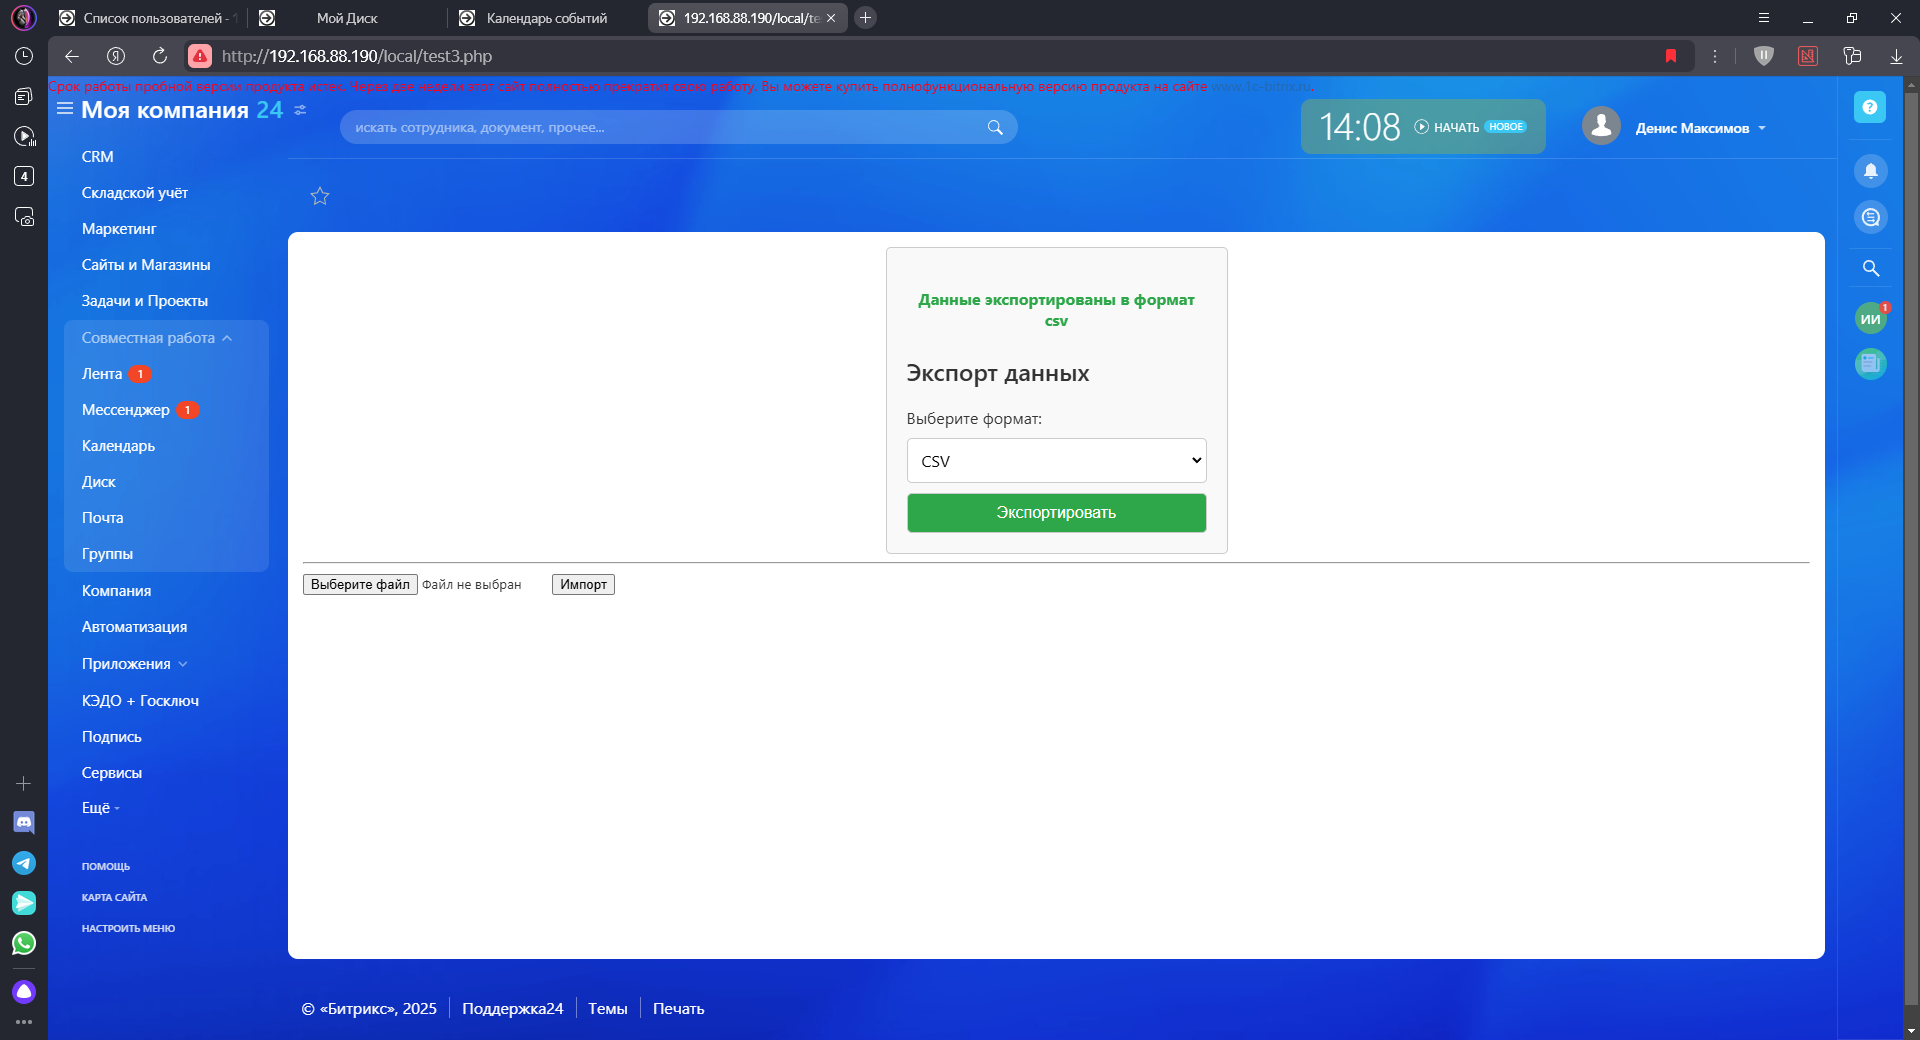 Список пользователей - 1
Мой Диск
Календарь событий
192.168.88.190/local/te
http://192.168.88.190/local/test3.php
4
Срок работы пробной версии продукта истек. Через две недели этот сайт полностью прекратит свою работу. Вы можете купить полнофункциональную версию продукта на сайте www.1c-bitrix.ru.
Моя компания 24
искать сотрудника, документ, прочее...
14:08
НАЧАТЬ
НОВОЕ
Денис Максимов
?
CRM
Складской учёт
Маркетинг
Сайты и Магазины
Задачи и Проекты
Совместная работа
Лента 1
Мессенджер 1
Календарь
Диск
Почта
Группы
Компания
Автоматизация
Приложения
КЭДО + Госключ
Подпись
Сервисы
Ещё
ПОМОЩЬ
КАРТА САЙТА
НАСТРОИТЬ МЕНЮ
Данные экспортированы в формат
csv
Экспорт данных
Выберите формат:
CSV
Экспортировать
Выберите файл Файл не выбран Импорт
ИИ 1
© «Битрикс», 2025
Поддержка24
Темы
Печать